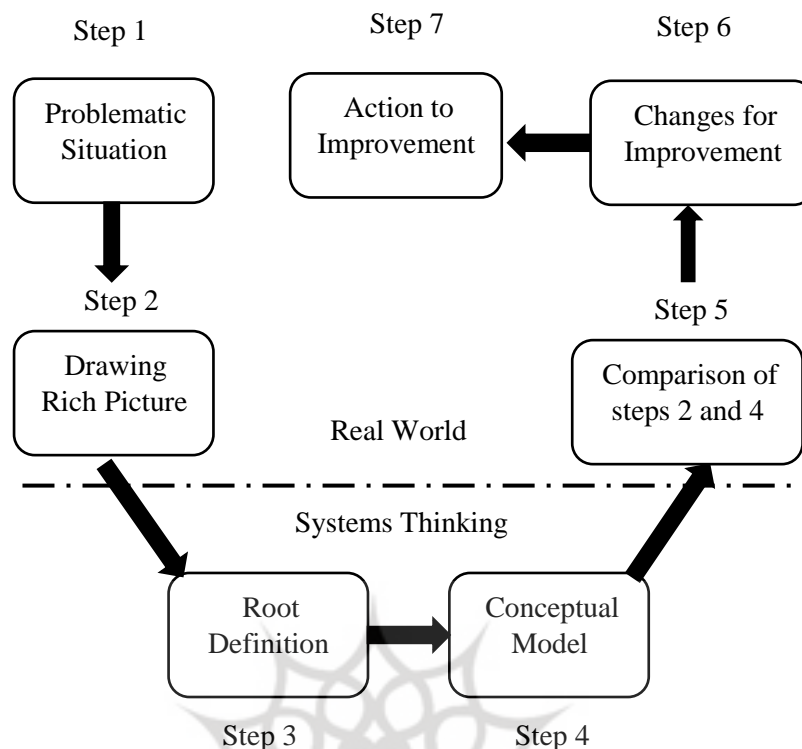 Step 1
Problematic
Situation
Step 2
Drawing
Rich Picture
Step 7
Action to
Improvement
Step 6
Changes for
Improvement
Step 5
Comparison of
steps 2 and 4
Real World
Systems Thinking
Root
Definition
Step 3
Conceptual
Model
Step 4